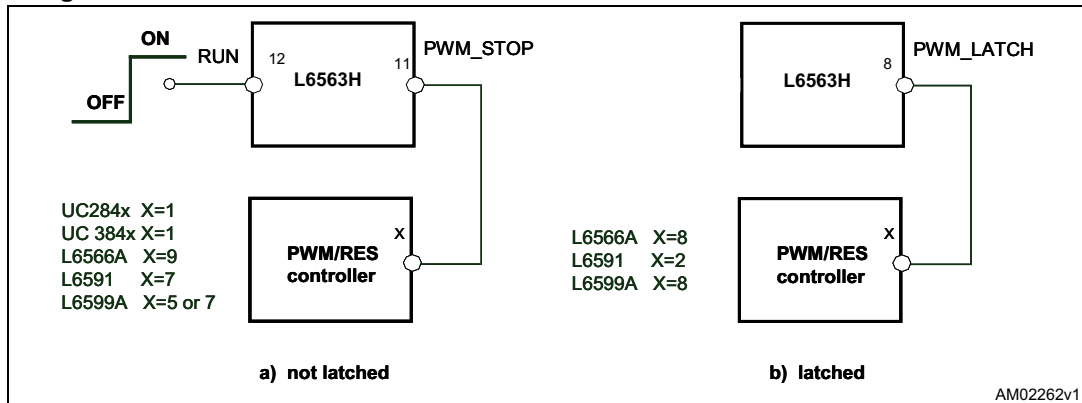 ON
OFF
RUN
12
L6563H
11
PWM_STOP
UC284x X=1
UC 384x X=1
L6566A X=9
L6591 X=7
L6599A X=5 or 7
x
PWM/RES
controller
a) not latched
L6563H
8
PWM_LATCH
L6566A X=8
L6591 X=2
L6599A X=8
x
PWM/RES
controller
b) latched
AM02262v1